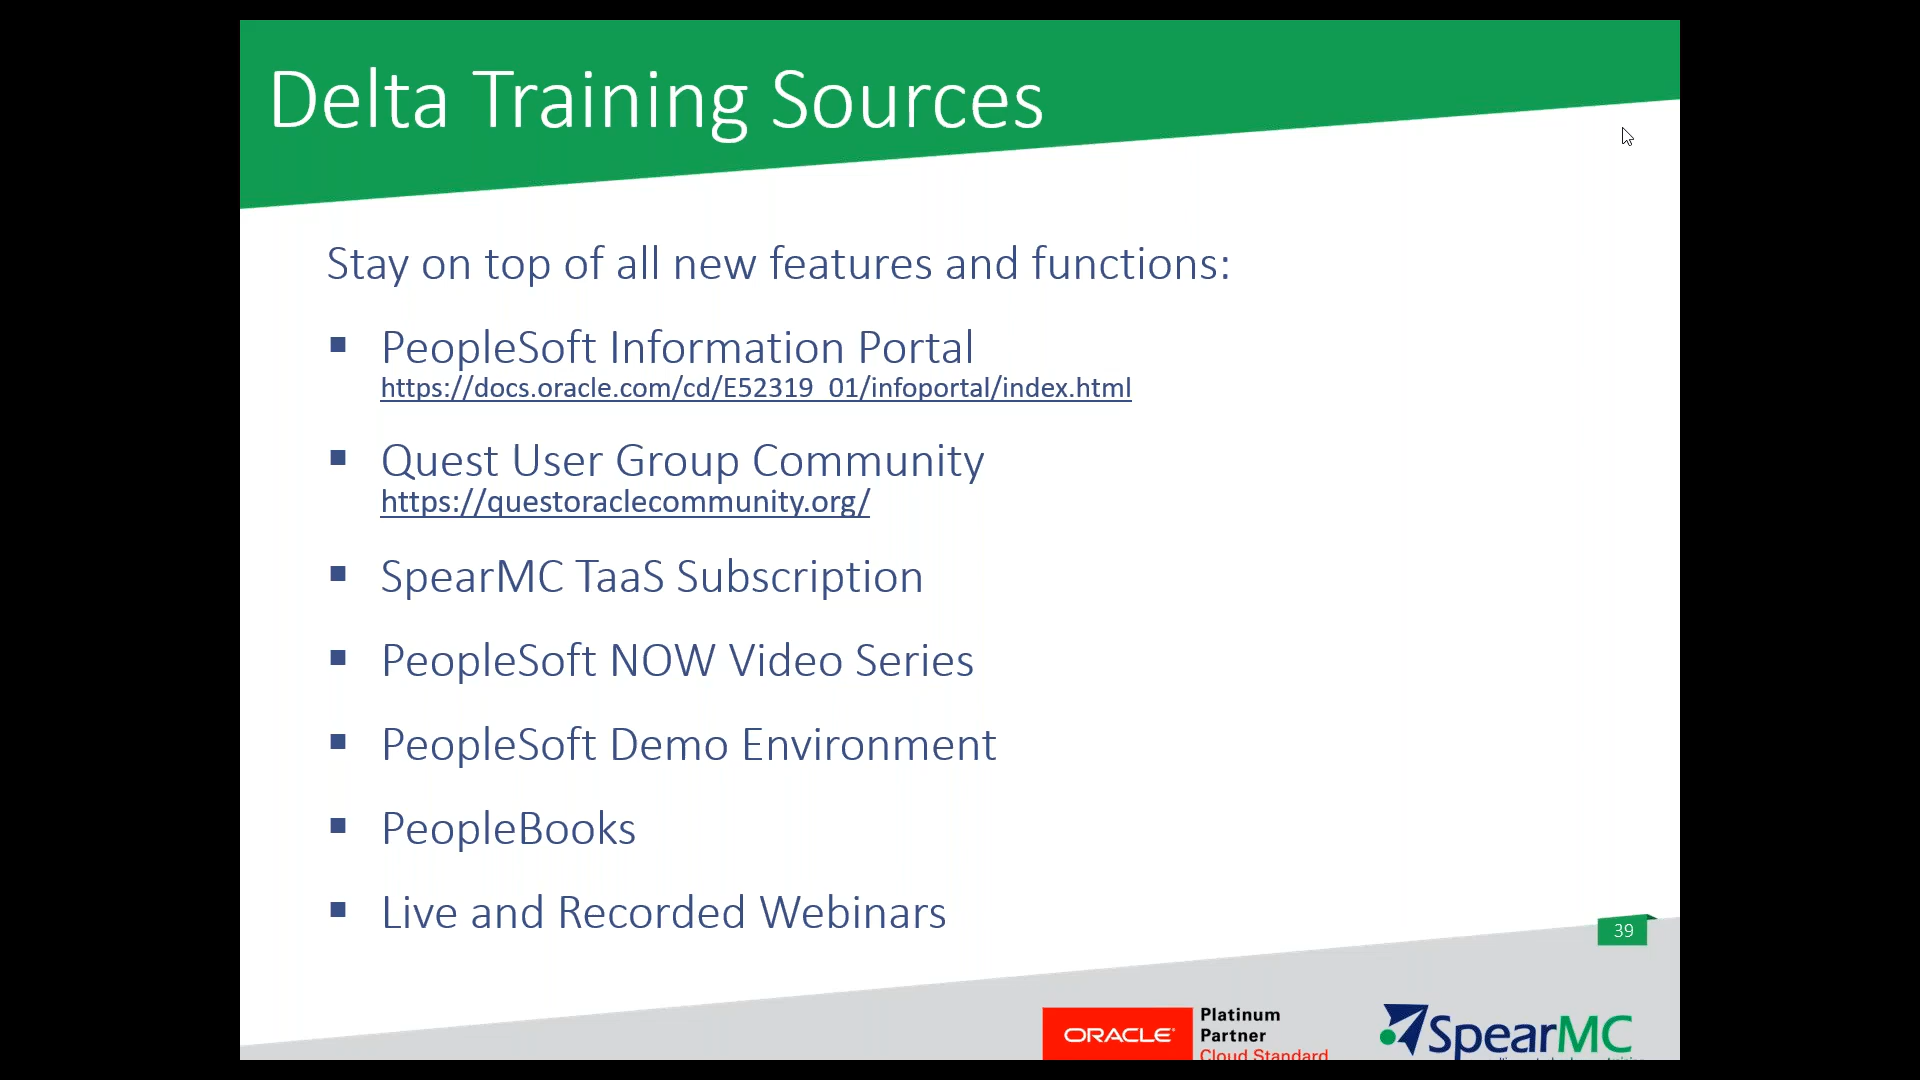 Delta Training Sources
Stay on top of all new features and functions:
▪ PeopleSoft Information Portal
https://docs.oracle.com/cd/E52319_01/infoportal/index.html
▪ Quest User Group Community
https://questoraclecommunity.org/
▪ SpearMC TaaS Subscription
▪ PeopleSoft NOW Video Series
▪ PeopleSoft Demo Environment
▪ PeopleBooks
▪ Live and Recorded Webinars
39
ORACLE
Platinum
Partner
Cloud Standard
SpearMC